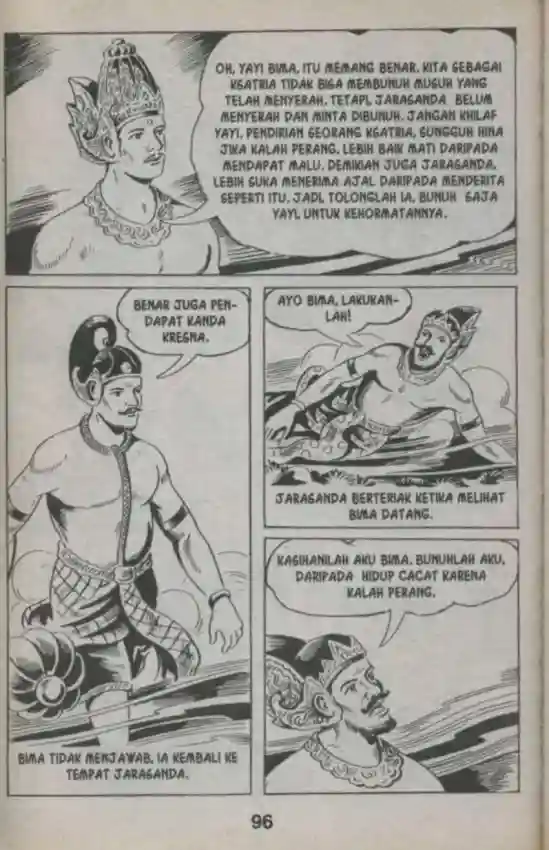 OH, YAYI BIMA, ITU MEMANG BENAR. KITA SEBAGAI
KSATRIA TIDAK BISA MEMBUNUH MUSUH YANG
TELAH MENYERAH. TETAPI, JARASANDA BELUM
MENYERAH DAN MINTA DIBUNUH. JANGAN KHILAF
YAYI, PENDIRIAN SEORANG KSATRIA, SUNGGUH HINA
JIKA KALAH PERANG. LEBIH BAIK MATI DARIPADA
MENDAPAT MALU. DEMIKIAN JUGA JARASANDA,
LEBIH SUKA MENERIMA AJAL DARIPADA MENDERITA
SEPERTI ITU. JADI, TOLONGLAH IA, BUNUH SAJA
YAYI, UNTUK KEHORMATANNYA.
BENAR JUGA PEN-
DAPAT KANDA
KRESNA.
BIMA TIDAK MENJAWAB. IA KEMBALI KE
TEMPAT JARASANDA.
AYO BIMA, LAKUKAN-
LAH!
JARASANDA BERTERIAK KETIKA MELIHAT
BIMA DATANG.
KASIHANILAH AKU BIMA. BUNUHLAH AKU,
DARIPADA HIDUP CACAT KARENA
KALAH PERANG.
96